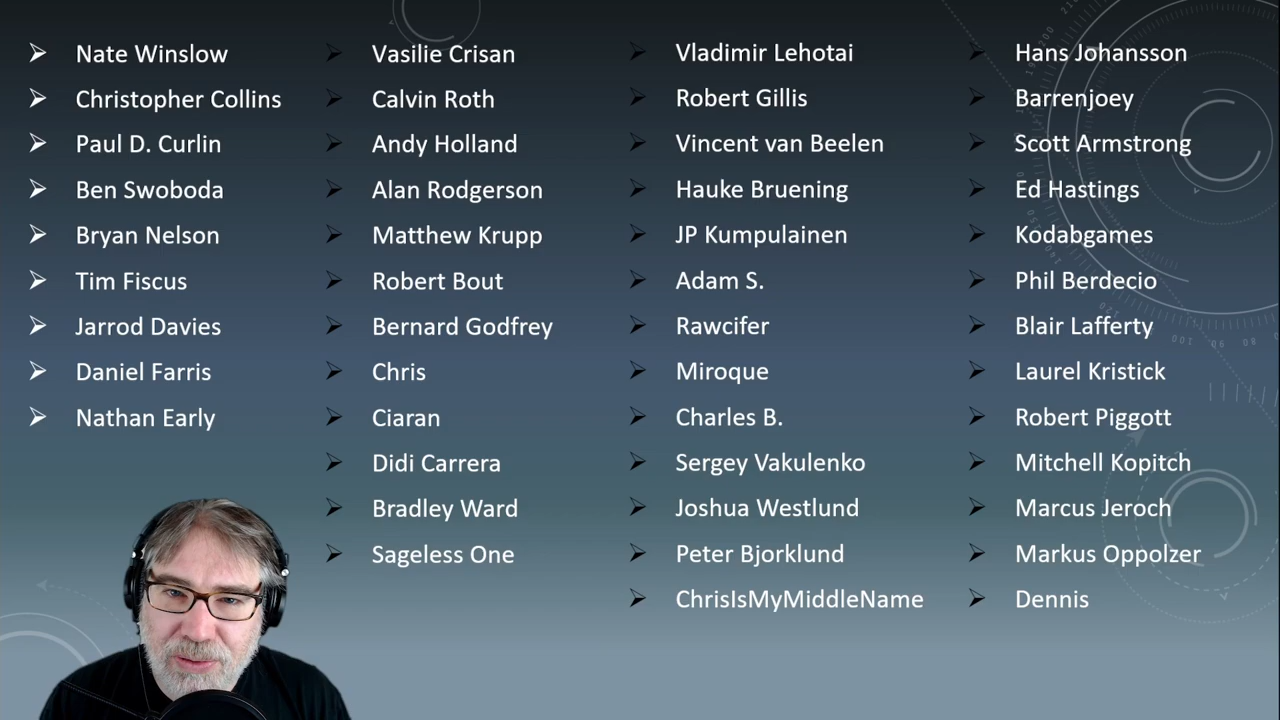 Nate Winslow
Christopher Collins
Paul D. Curlin
Ben Swoboda
Bryan Nelson
Tim Fiscus
Jarrod Davies
Daniel Farris
Nathan Early
Vasilie Crisan
Calvin Roth
Andy Holland
Alan Rodgerson
Matthew Krupp
Robert Bout
Bernard Godfrey
Chris
Ciaran
Didi Carrera
Bradley Ward
Sageless One
Vladimir Lehotai
Robert Gillis
Vincent van Beelen
Hauke Bruening
JP Kumpulainen
Adam S.
Rawcifer
Miroque
Charles B.
Sergey Vakulenko
Joshua Westlund
Peter Bjorklund
ChrisIsMyMiddleName
Hans Johansson
Barrenjoey
Scott Armstrong
Ed Hastings
Kodabgames
Phil Berdecio
Blair Lafferty
Laurel Kristick
Robert Piggott
Mitchell Kopitch
Marcus Jeroch
Markus Oppolzer
Dennis